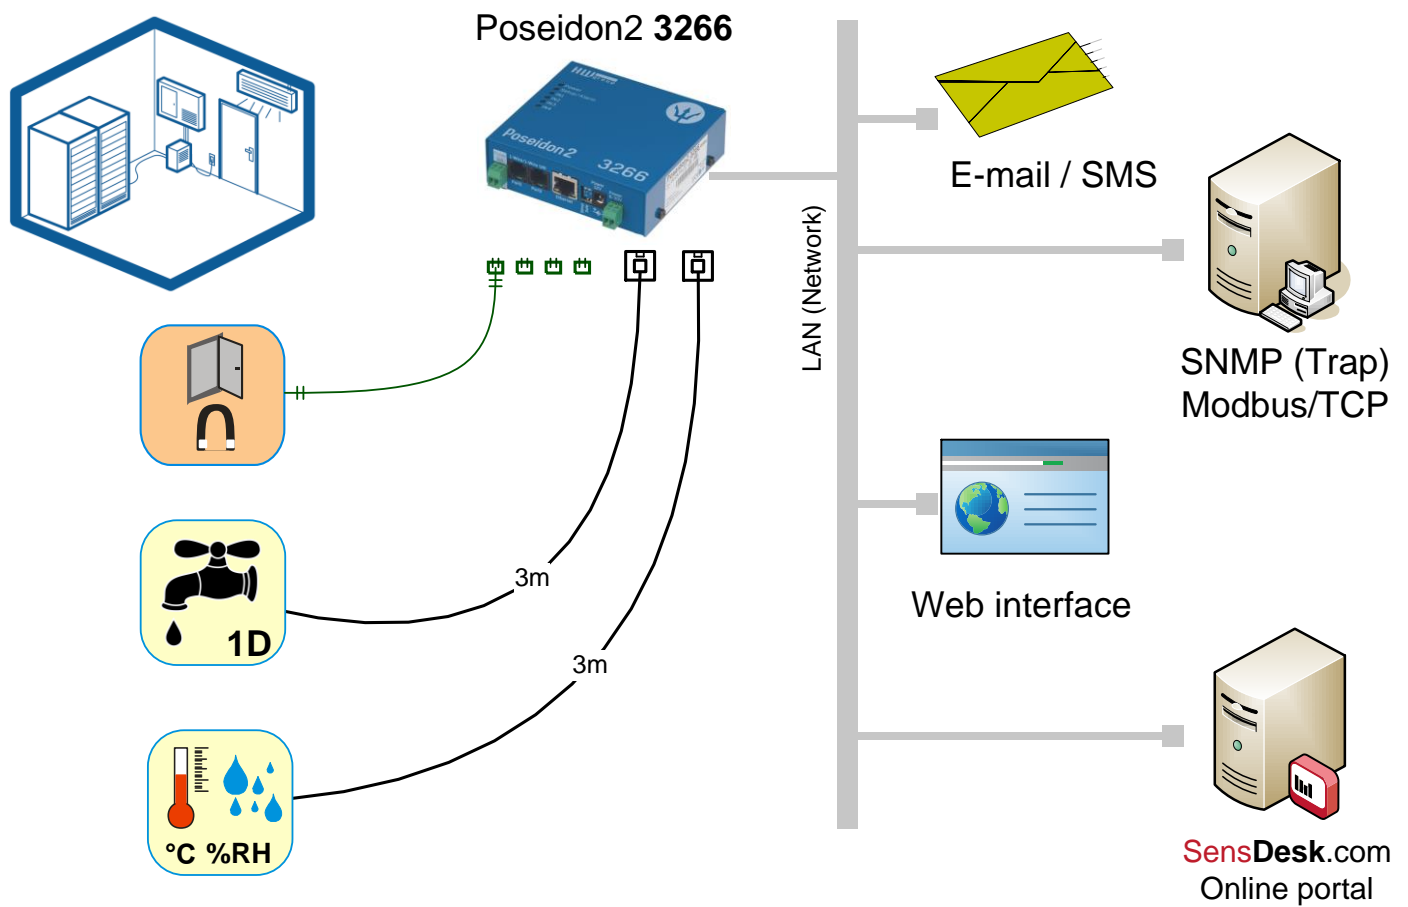 Poseidon2 3266
HW
Poseidon2 3266
E-mail / SMS
LAN (Network)
SNMP (Trap)
Modbus/TCP
3m
1D
Web interface
3m
°C %RH
SensDesk.com
Online portal